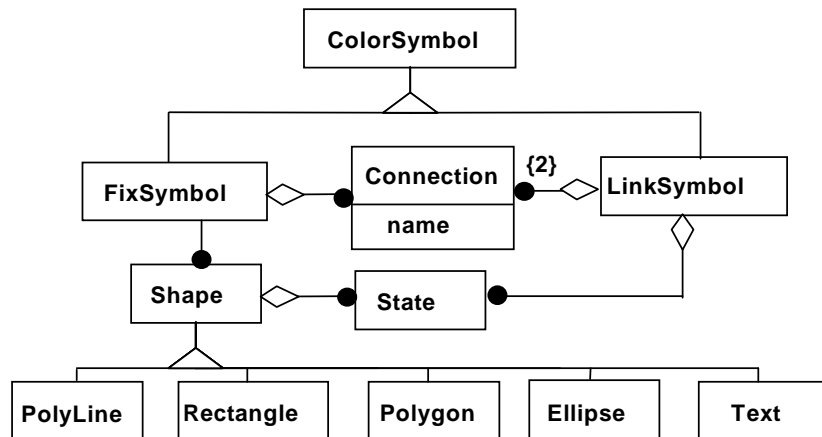 ColorSymbol
FixSymbol
Connection
name
{2}
LinkSymbol
Shape
State
PolyLine
Rectangle
Polygon
Ellipse
Text